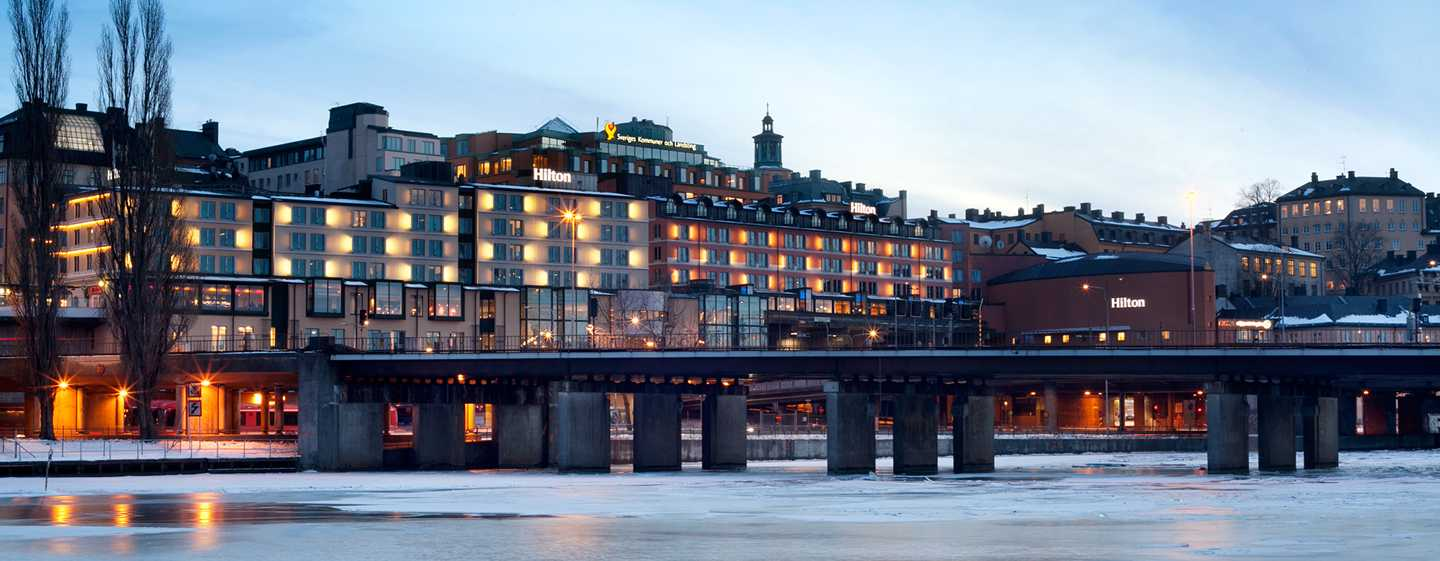 Sveriges Kommuner och Landsting
Hilton
Hilton
Hilton